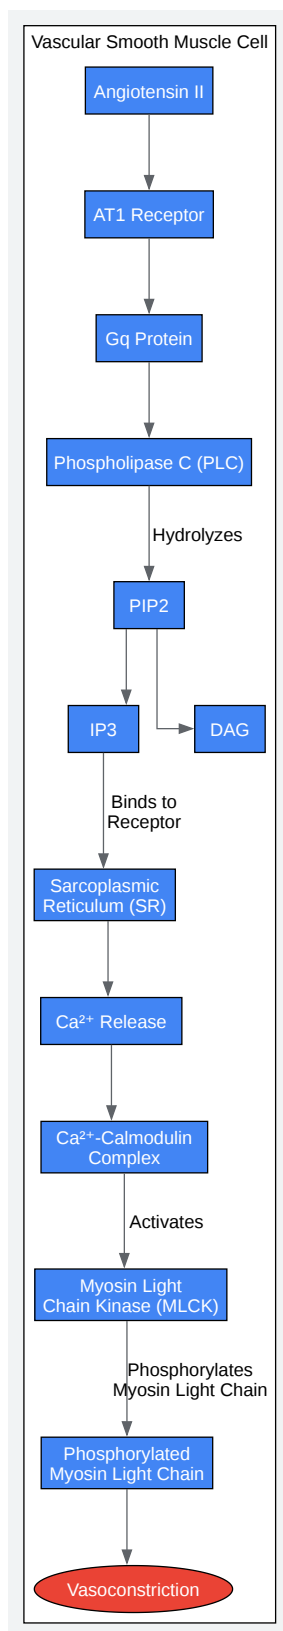 Vascular Smooth Muscle Cell
Angiotensin II
AT1 Receptor
Gq Protein
Phospholipase C (PLC)
Hydrolyzes
PIP2
IP3
DAG
Binds to
Receptor
Sarcoplasmic
Reticulum (SR)
Ca²⁺ Release
Ca²⁺-Calmodulin
Complex
Activates
Myosin Light
Chain Kinase (MLCK)
Phosphorylates
Myosin Light Chain
Phosphorylated
Myosin Light Chain
Vasoconstriction